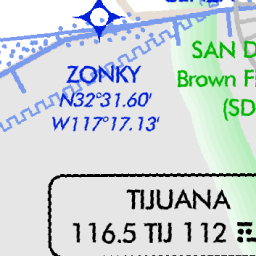 ZONKY
N32°31.60'
W117°17.13'
SAN D
Brown F
(SD
TIJUANA
116.5 TIJ 112